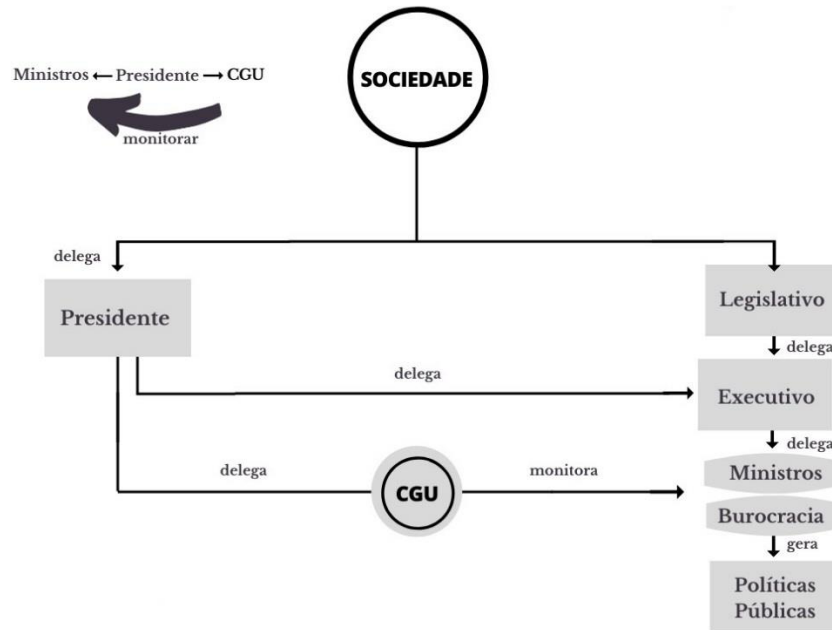 SOCIEDADE
Ministros ← Presidente → CGU
monitorar
delega
Presidente
Legislativo
delega
delega
Executivo
delega
delega
CGU
monitora
Ministros
Burocracia
gera
Políticas
Públicas